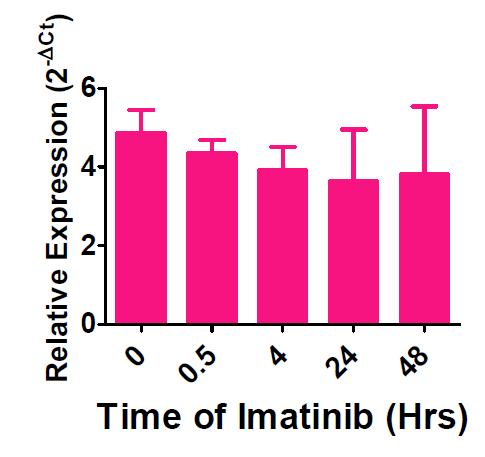 Relative Expression (2-ΔCt)
6
4
2
0
0 0.5 4 24 48
Time of Imatinib (Hrs)